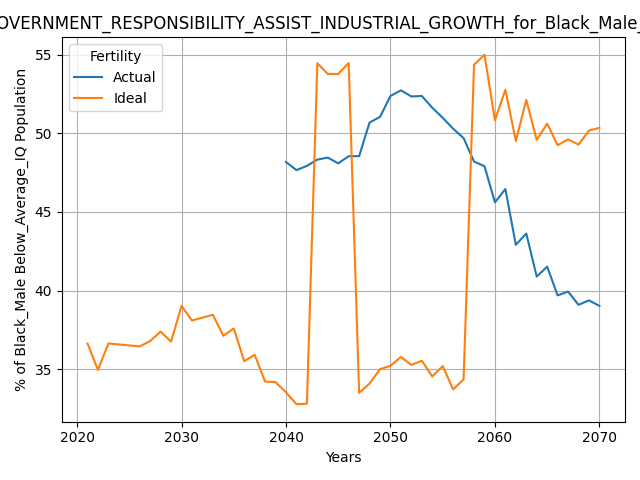 OVERNMENT_RESPONSIBILITY_ASSIST_INDUSTRIAL_GROWTH_for_Black_Male_
% of Black_Male Below_Average_IQ Population
Fertility
Actual
Ideal
55
50
45
40
35
2020 2030 2040 2050 2060 2070
Years